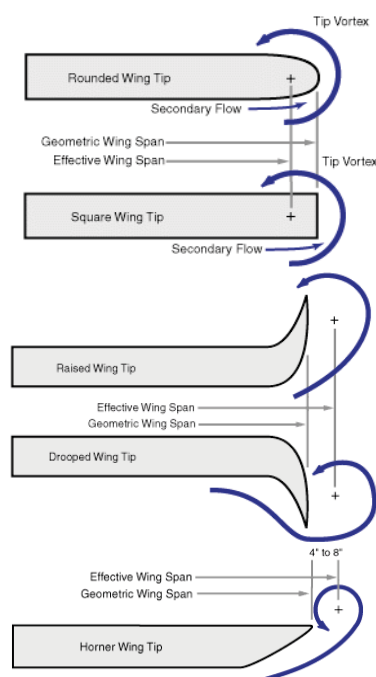 Tip Vortex
Rounded Wing Tip
Secondary Flow
Geometric Wing Span
Effective Wing Span
Tip Vortex
Square Wing Tip
Secondary Flow
Raised Wing Tip
Effective Wing Span
Geometric Wing Span
Drooped Wing Tip
4" to 8"
Effective Wing Span
Geometric Wing Span
Horner Wing Tip